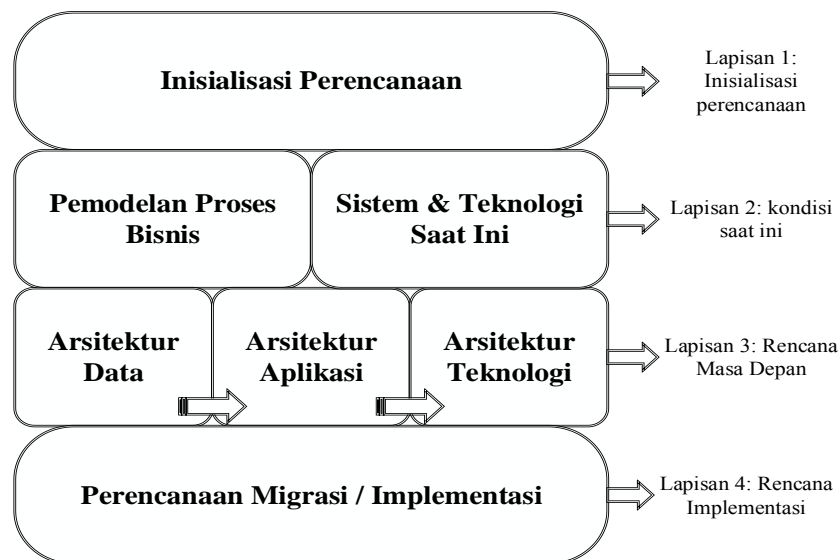 Inisialisasi Perencanaan
Lapisan 1:
Inisialisasi
perencanaan
Pemodelan Proses
Bisnis
Sistem & Teknologi
Saat Ini
Lapisan 2: kondisi
saat ini
Arsitektur
Data
Arsitektur
Aplikasi
Arsitektur
Teknologi
Lapisan 3: Rencana
Masa Depan
Perencanaan Migrasi / Implementasi
Lapisan 4: Rencana
Implementasi